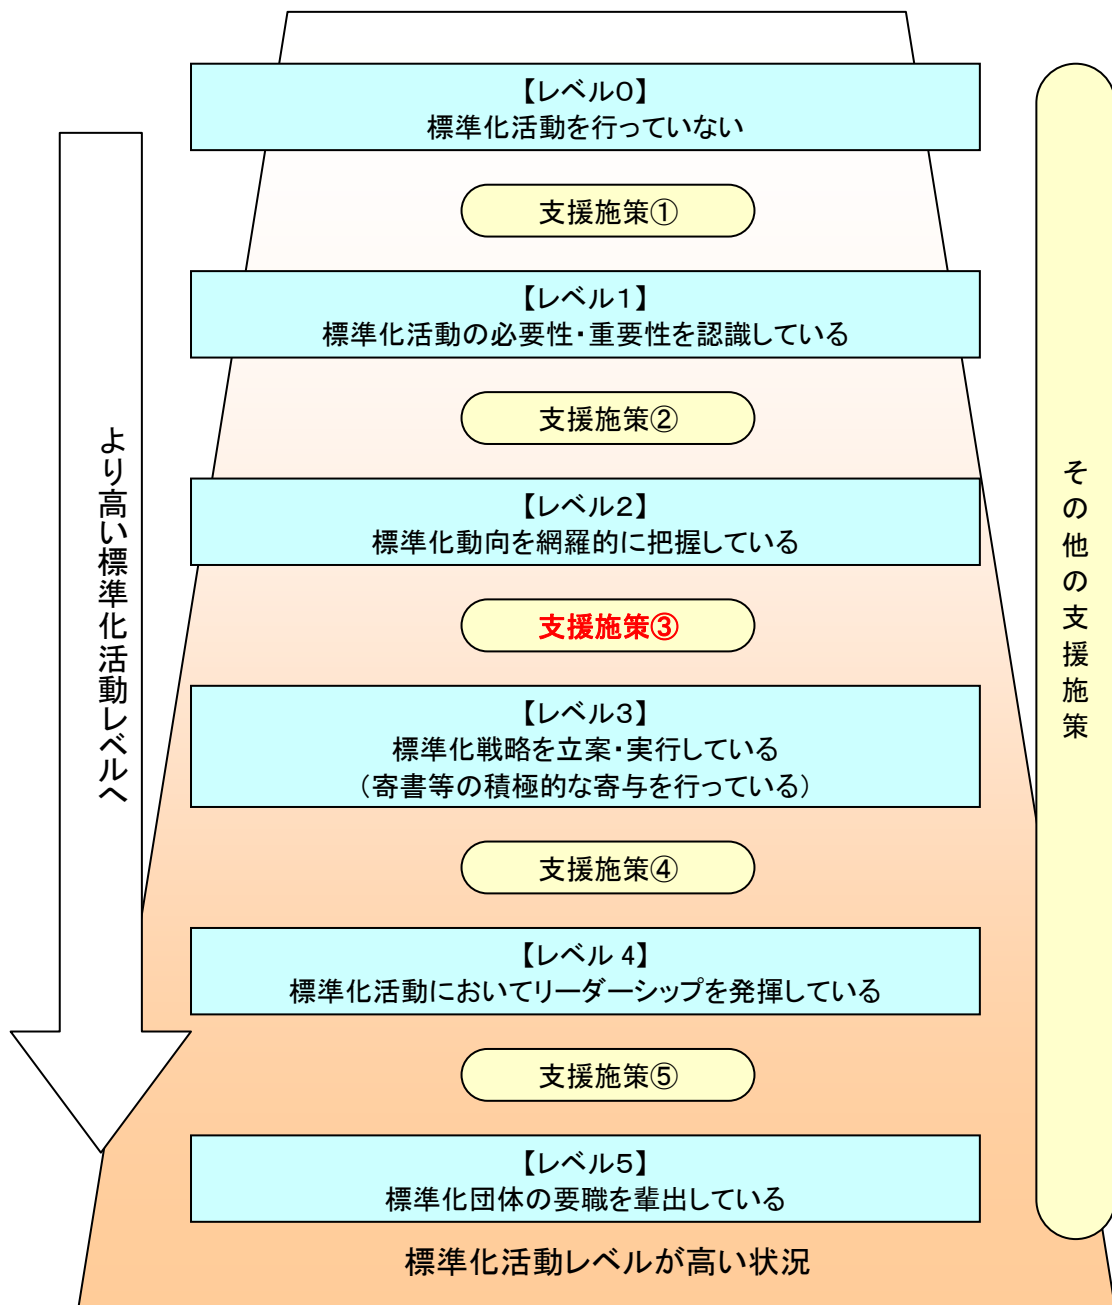 【レベル０】
標準化活動を行っていない
支援施策①
【レベル１】
標準化活動の必要性・重要性を認識している
支援施策②
【レベル２】
標準化動向を網羅的に把握している
支援施策③
【レベル３】
標準化戦略を立案・実行している
（寄書等の積極的な寄与を行っている）
支援施策④
【レベル 4】
標準化活動においてリーダーシップを発揮している
支援施策⑤
【レベル５】
標準化団体の要職を輩出している
標準化活動レベルが高い状況
より高い標準化活動レベルへ
その他の支援施策